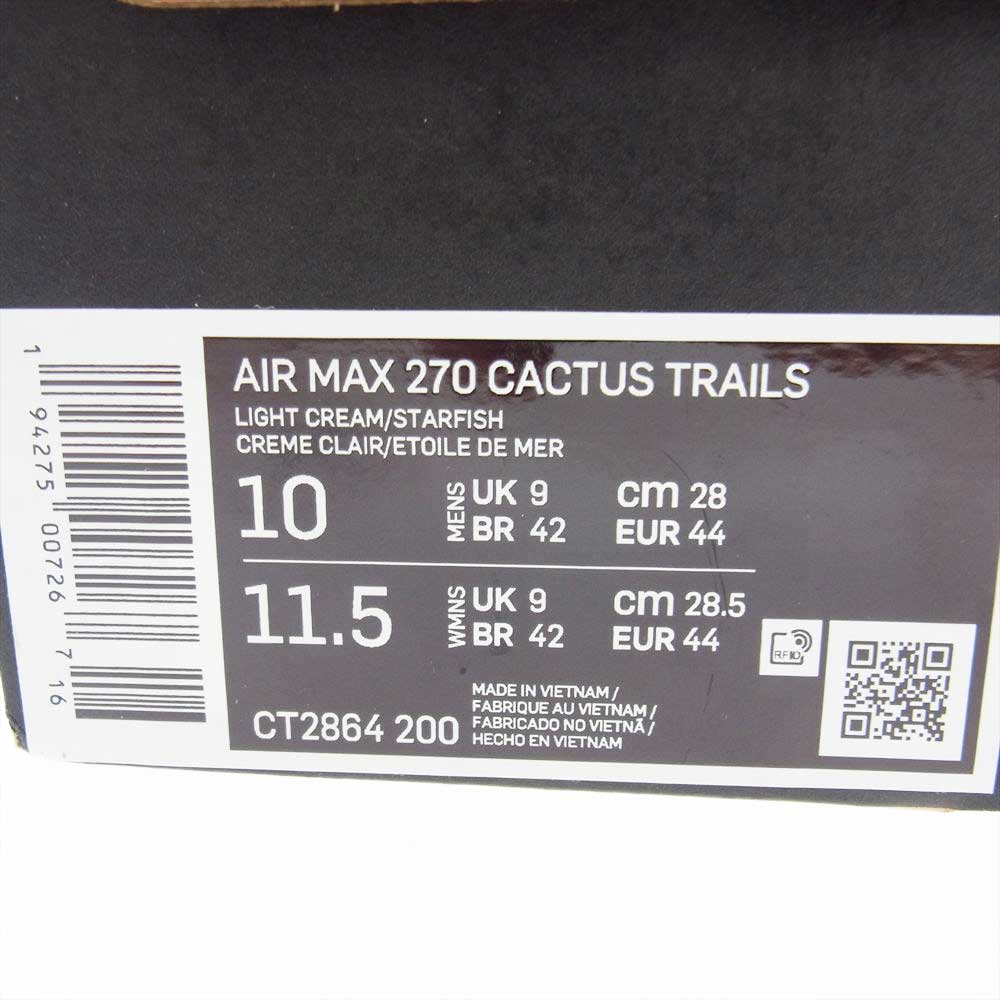 AIR MAX 270 CACTUS TRAILS
LIGHT CREAM/STARFISH
CREME CLAIR/ETOILE DE MER
10 MENS UK 9 cm 28
BR 42 EUR 44
11.5 WMNS UK 9 cm 28.5
BR 42 EUR 44
RFID
CT2864 200
MADE IN VIETNAM /
FABRIQUE AU VIETNAM /
FABRICADO NO VIETNÃ /
HECHO EN VIETNAM
1 94275 00726 7 16